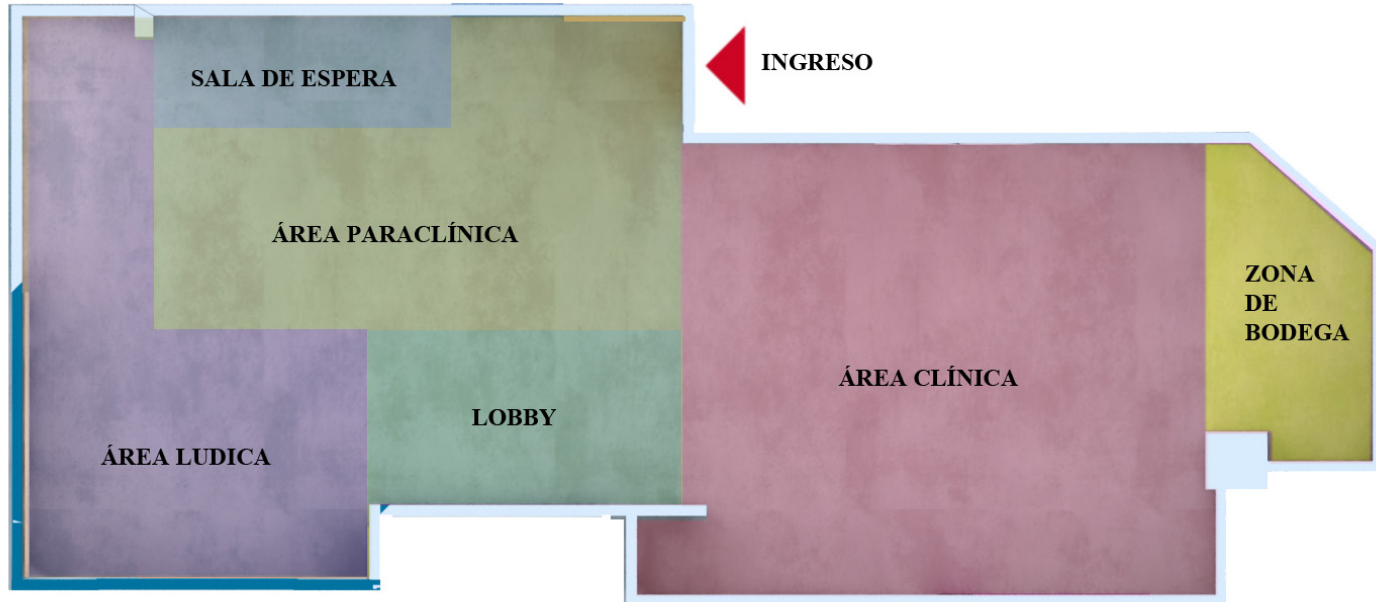 SALA DE ESPERA
INGRESO
ÁREA PARACLÍNICA
ZONA
DE
BODEGA
ÁREA CLÍNICA
LOBBY
ÁREA LUDICA